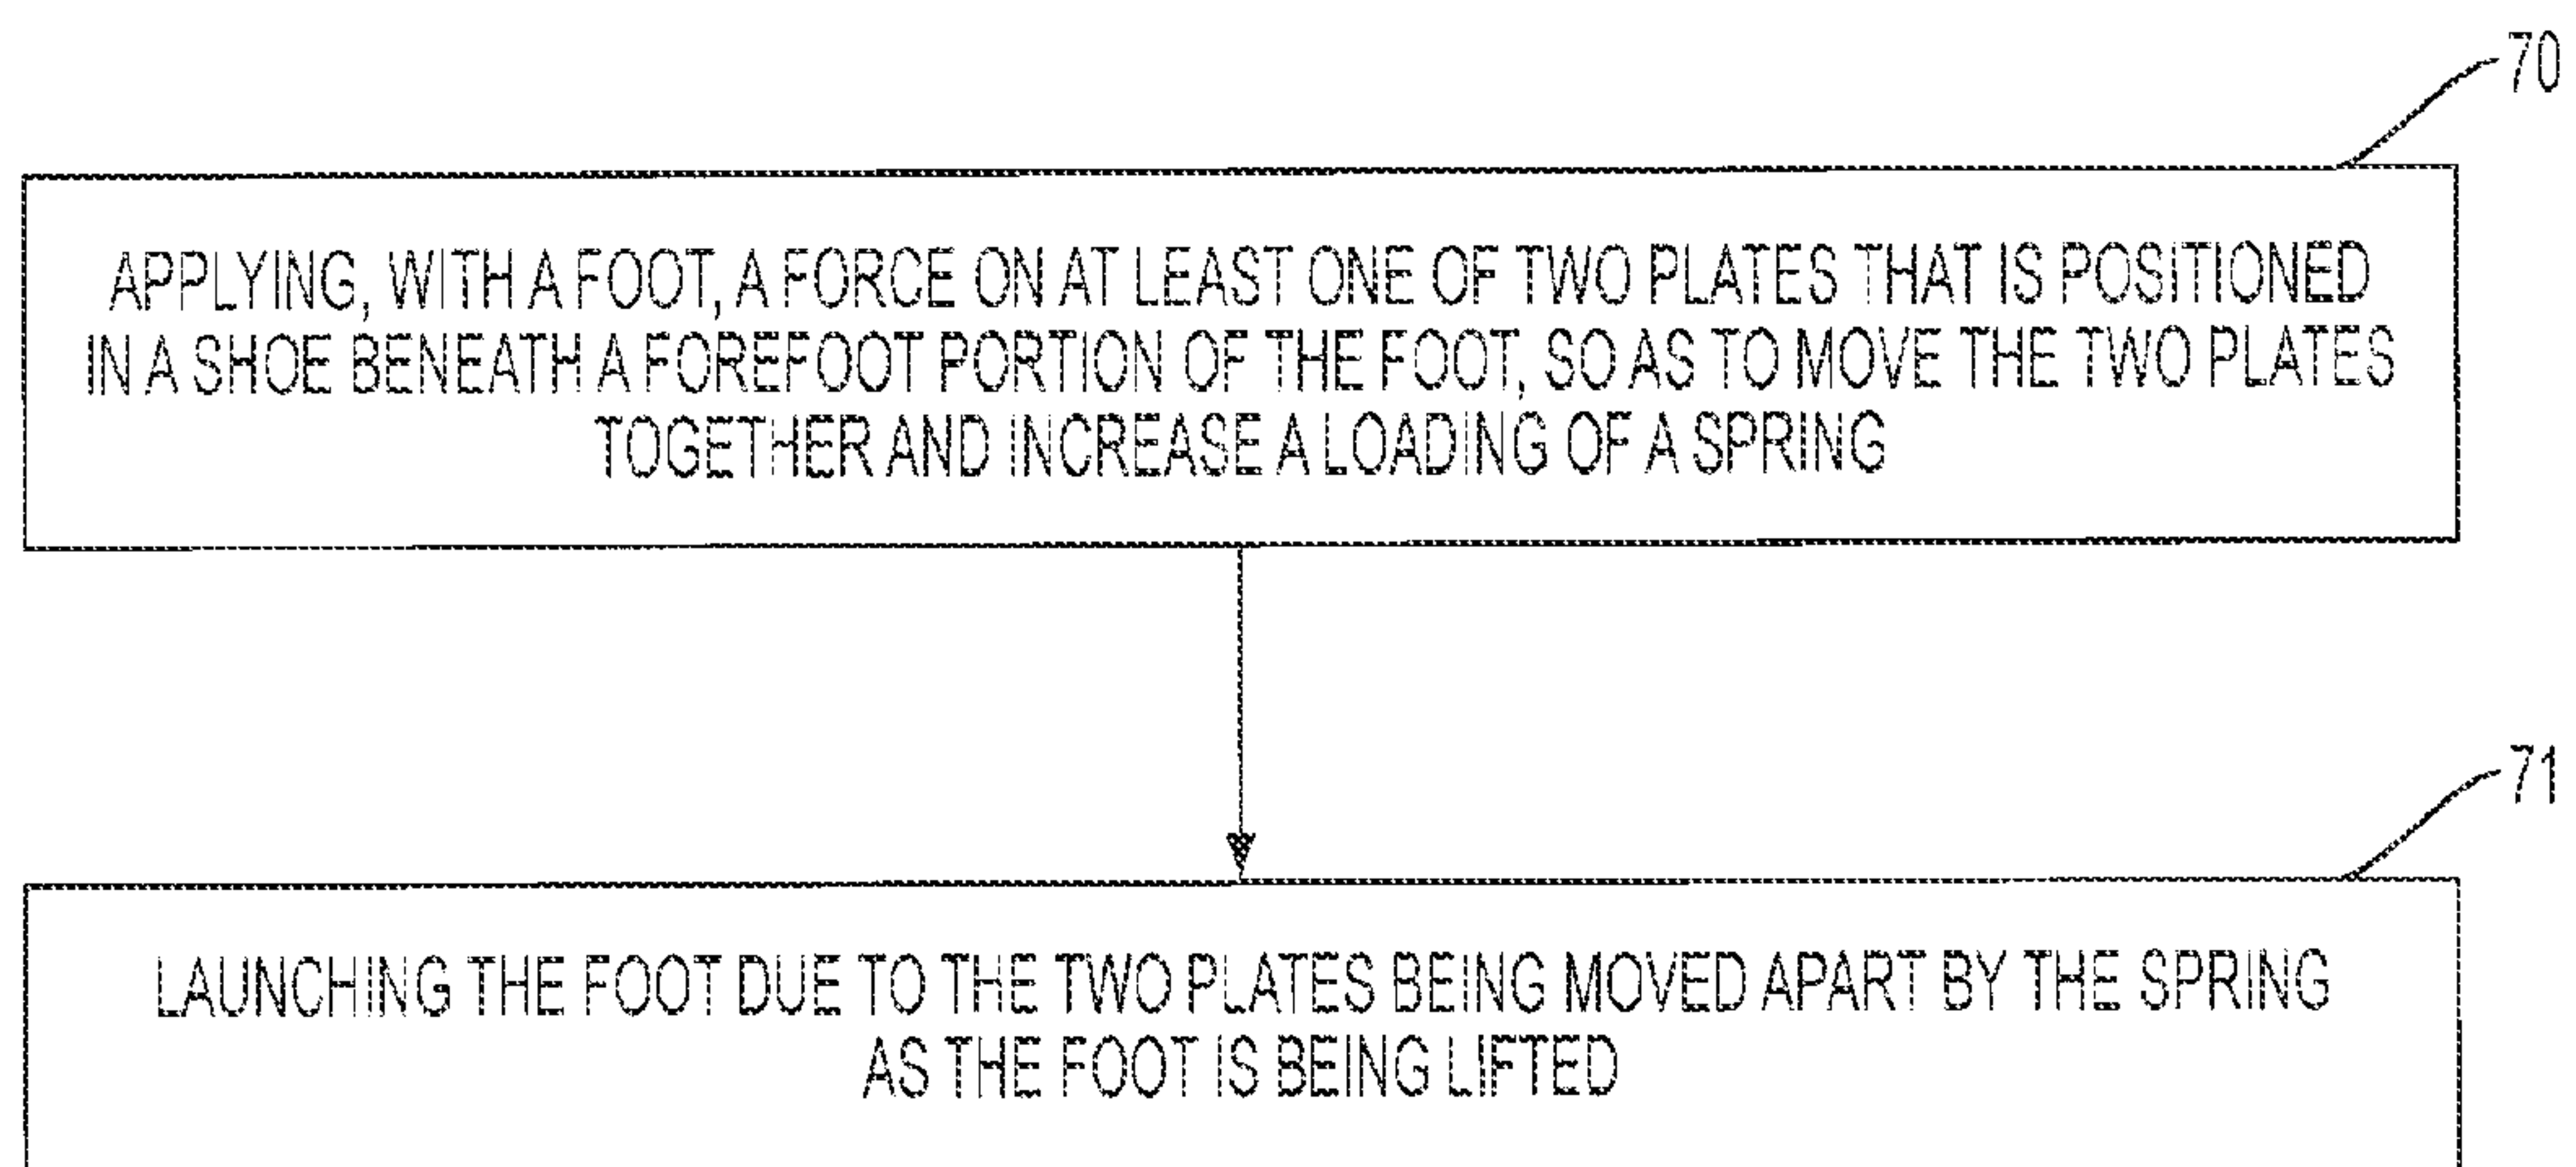 70
APPLYING, WITH A FOOT, A FORCE ON AT LEAST ONE OF TWO PLATES THAT IS POSITIONED
IN A SHOE BENEATH A FOREFOOT PORTION OF THE FOOT, SO AS TO MOVE THE TWO PLATES
TOGETHER AND INCREASE A LOADING OF A SPRING
71
LAUNCHING THE FOOT DUE TO THE TWO PLATES BEING MOVED APART BY THE SPRING
AS THE FOOT IS BEING LIFTED